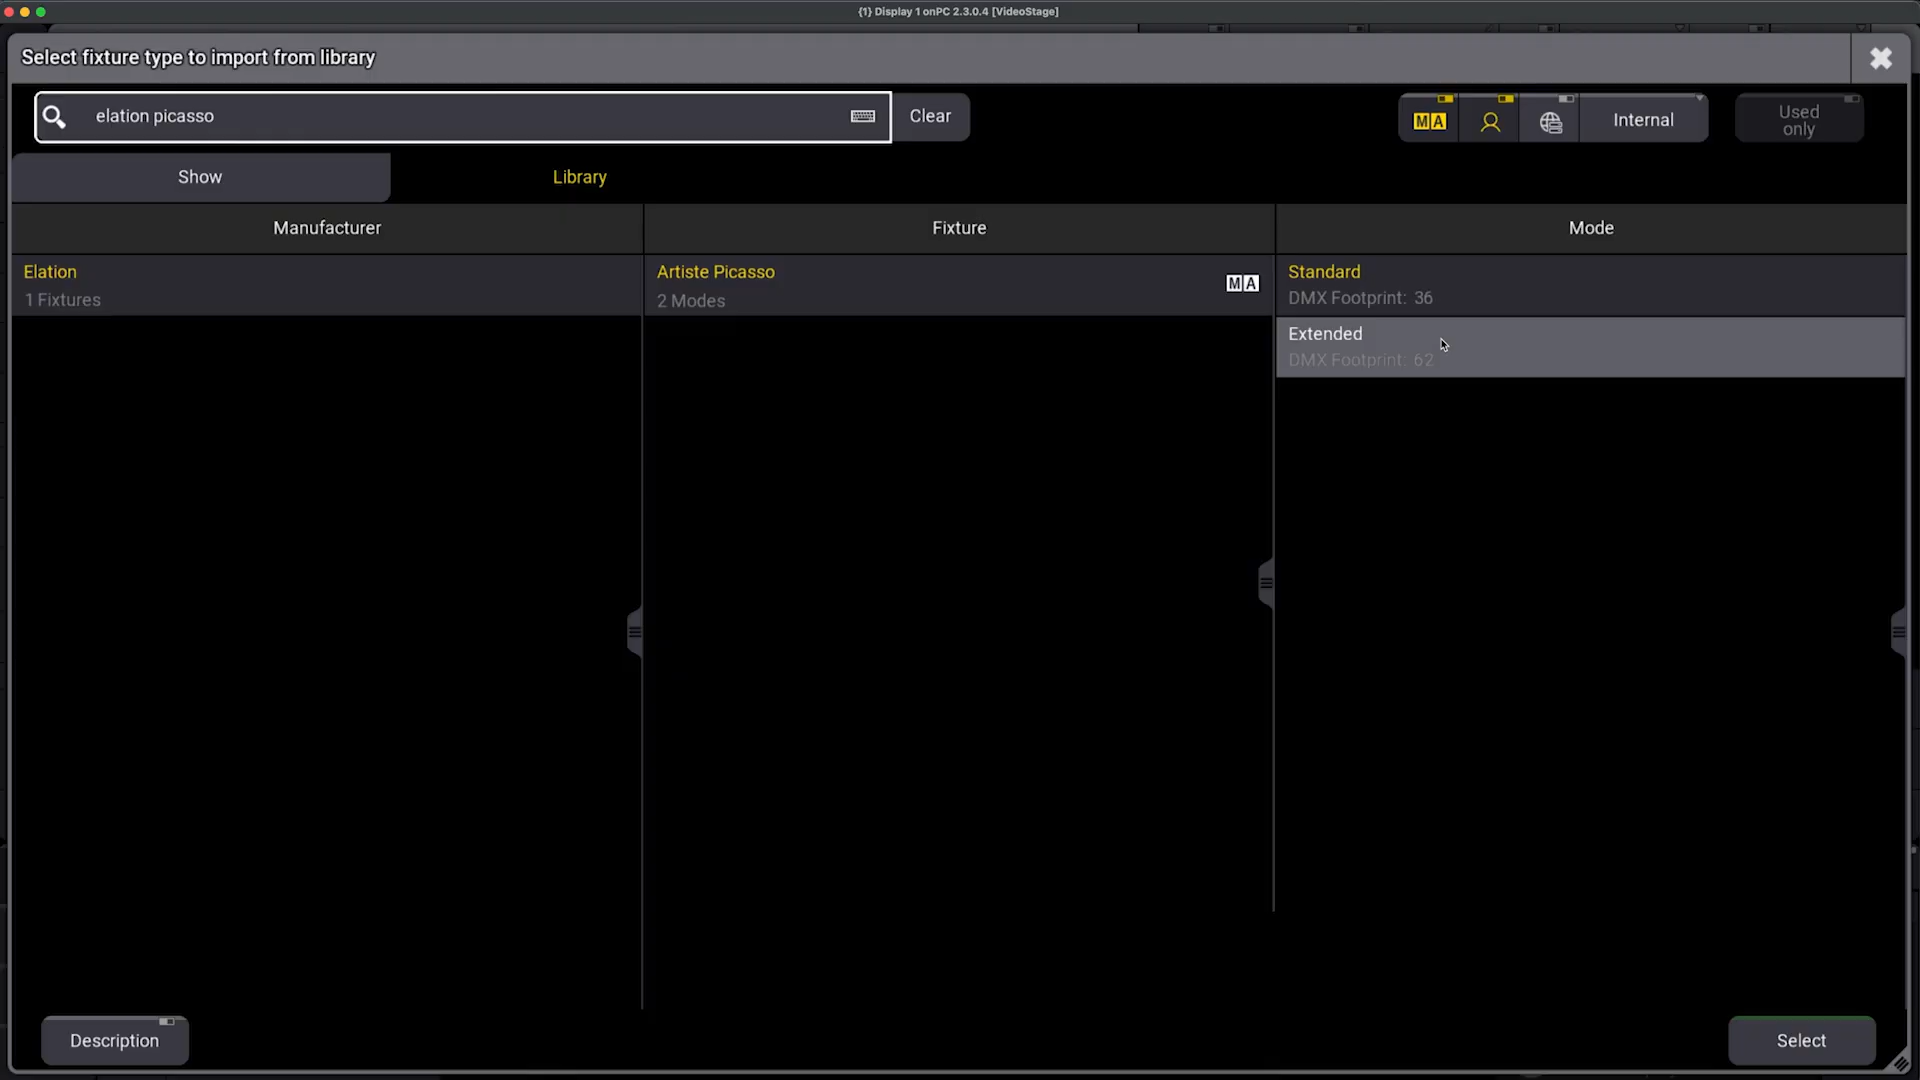 {1} Display 1 onPC 2.3.0.4 [VideoStage]
Select fixture type to import from library
elation picasso
Clear
MA
Internal
Used only
Show
Library
Manufacturer
Fixture
Mode
Elation
1 Fixtures
Artiste Picasso
2 Modes
MA
Standard
DMX Footprint: 36
Extended
DMX Footprint: 62
Description
Select